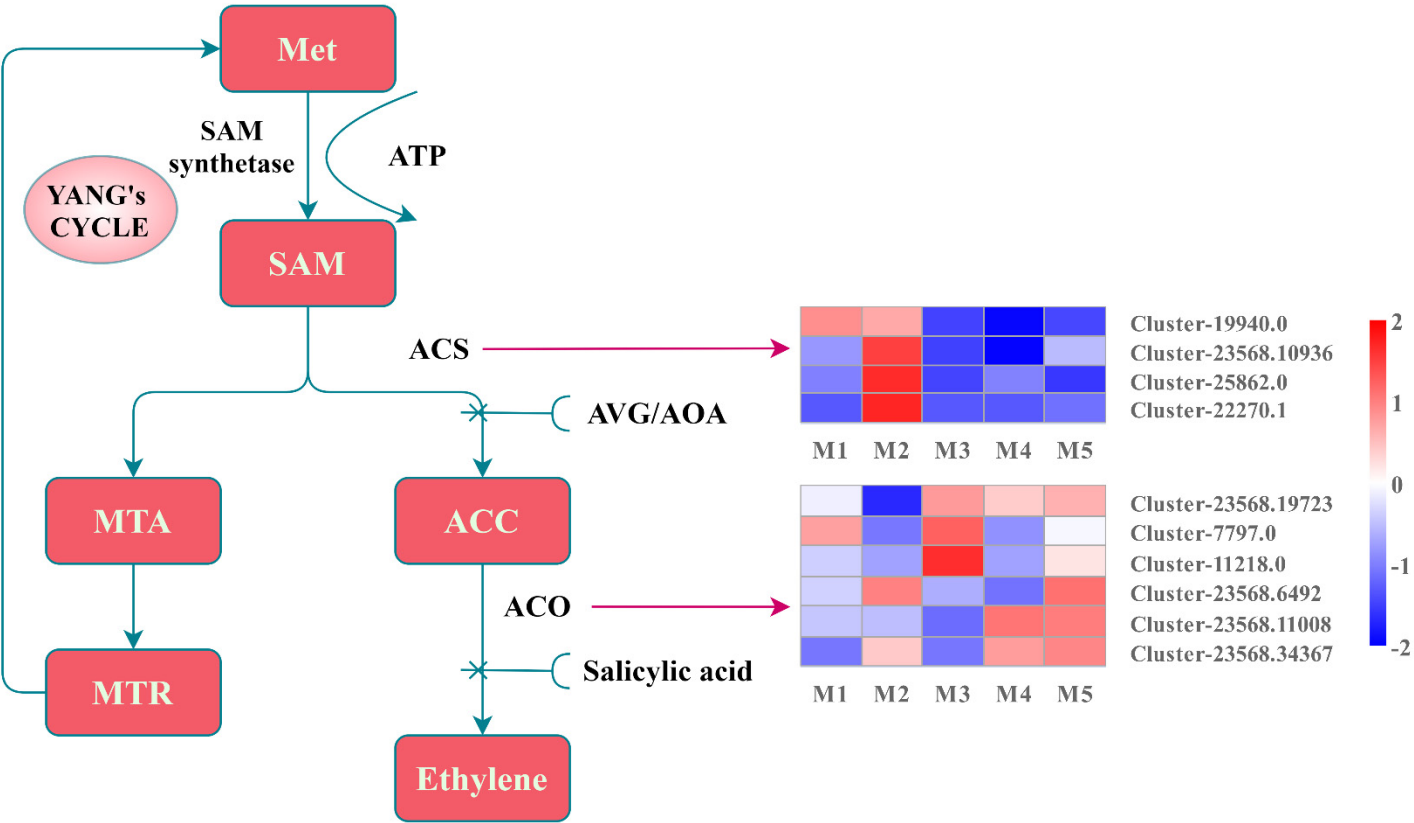 Met
SAM
synthetase
ATP
YANG's
CYCLE
SAM
ACS
AVG/AOA
MTA
ACC
ACO
MTR
Salicylic acid
Ethylene
Cluster-19940.0
Cluster-23568.10936
Cluster-25862.0
Cluster-22270.1
M1 M2 M3 M4 M5
Cluster-23568.19723
Cluster-7797.0
Cluster-11218.0
Cluster-23568.6492
Cluster-23568.11008
Cluster-23568.34367
M1 M2 M3 M4 M5
2
1
0
-1
-2